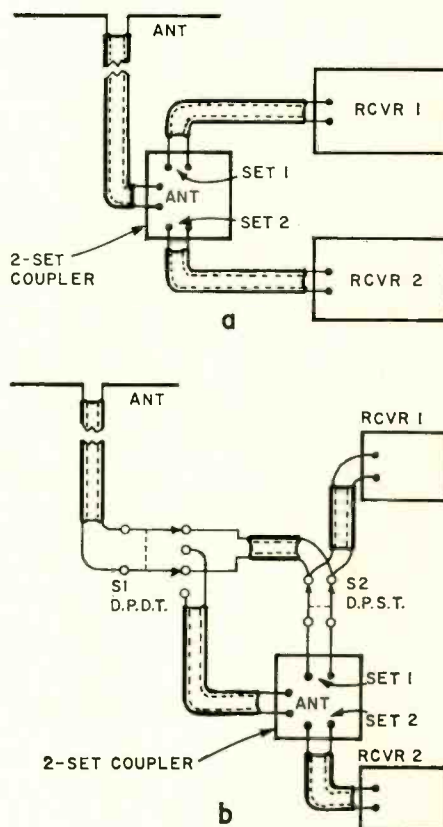 ANT
RCVR 1
SET 1
ANT
SET 2
2-SET
COUPLER
RCVR 2
a
ANT
RCVR 1
S1
D.P.D.T.
S2
D.P.S.T.
SET 1
ANT
SET 2
2-SET COUPLER
RCVR 2
b